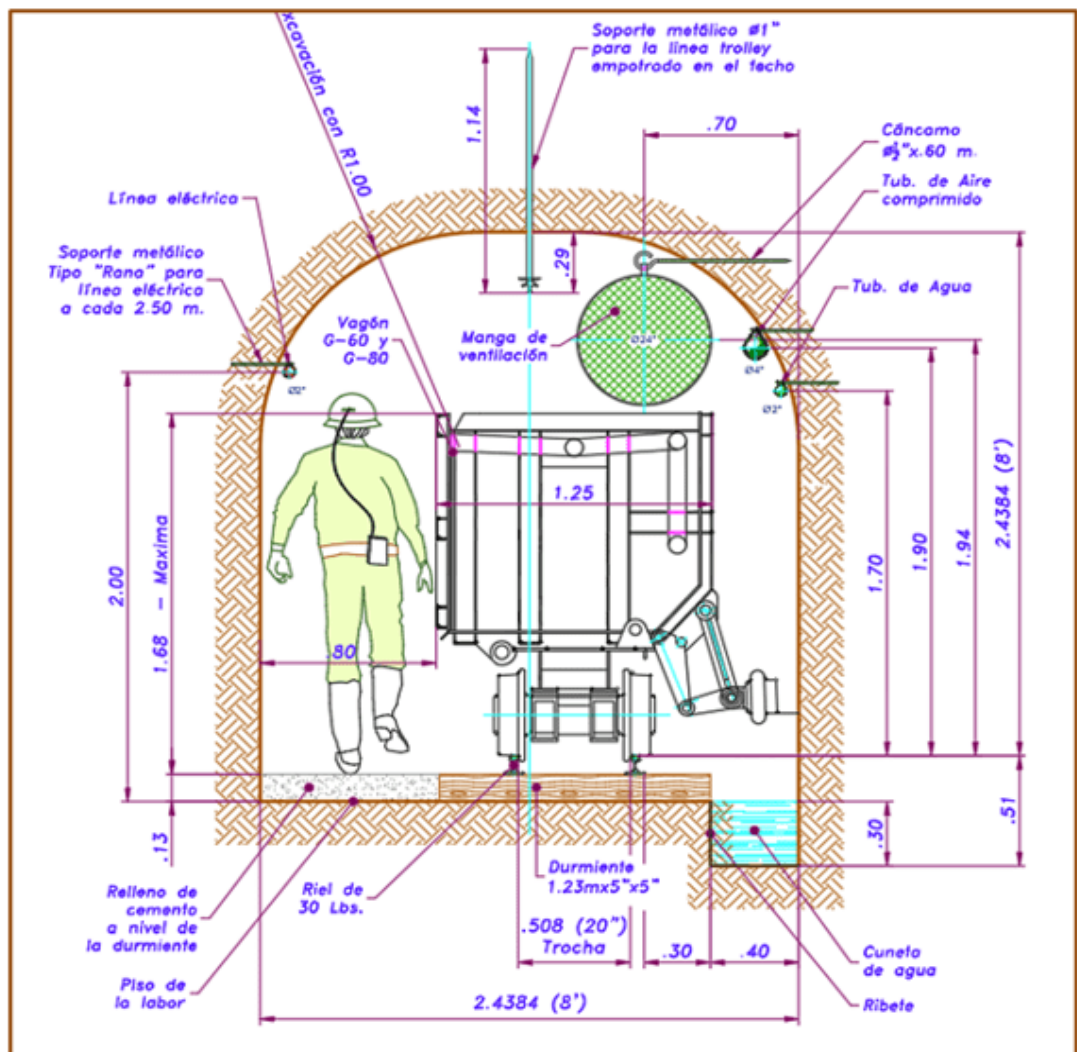 xcavación con R1.00
Soporte metálico Ø1"
para la línea trolley
empotrado en el techo
1.14
.70
Cáncamo
Ø½"x.60 m.
Tub. de Aire
comprimido
Línea eléctrica
Soporte metálico
Tipo "Rana" para
línea eléctrica
a cada 2.50 m.
.29
Tub. de Agua
Vagón
G-60 y
G-80
Manga de
ventilación
Ø24"
Ø4"
Ø2"
1.25
2.00
1.68 - Maxima
.80
1.70
1.90
1.94
2.4384 (8')
.13
.30
.51
Relleno de
cemento
a nivel de
la durmiente
Piso de
la labor
Riel de
30 Lbs.
Durmiente
1.23mx5"x5"
.508 (20")
Trocha
.30
.40
Cuneta
de agua
Ribete
2.4384 (8')